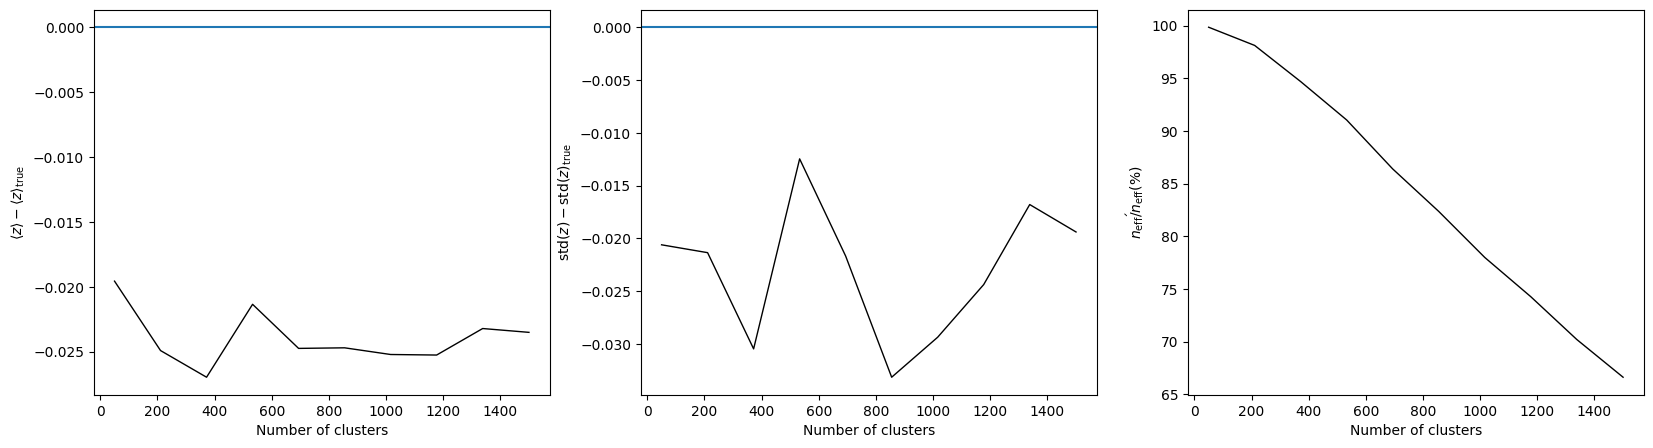 0.000
−0.005
−0.010
−0.015
−0.020
−0.025
⟨z⟩ − ⟨z⟩true
0 200 400 600 800 1000 1200 1400
Number of clusters
0.000
−0.005
−0.010
−0.015
−0.020
−0.025
−0.030
std(z) − std(z)true
0 200 400 600 800 1000 1200 1400
Number of clusters
100
95
90
85
80
75
70
65
n′eff/neff(%)
0 200 400 600 800 1000 1200 1400
Number of clusters